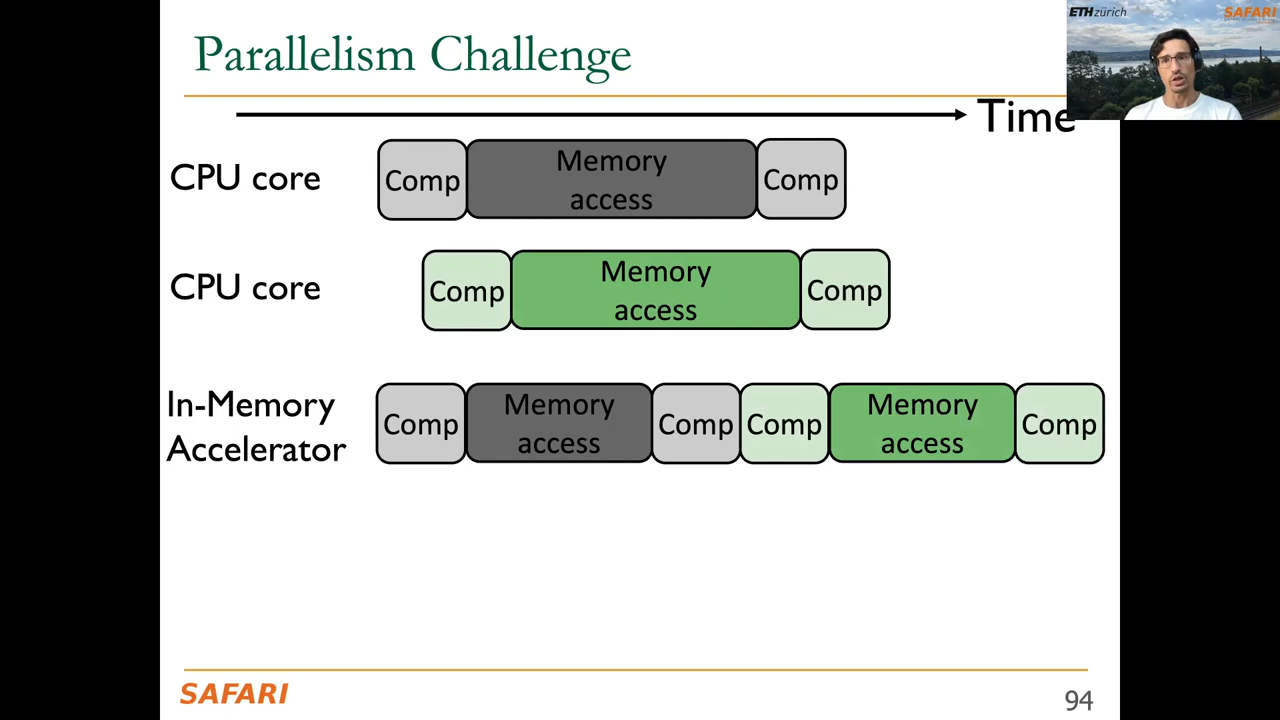 Parallelism Challenge
ETHzürich
SAFARI
Time
CPU core
Comp
Memory
access
Comp
CPU core
Comp
Memory
access
Comp
In-Memory
Accelerator
Comp
Memory
access
Comp
Comp
Memory
access
Comp
SAFARI
94